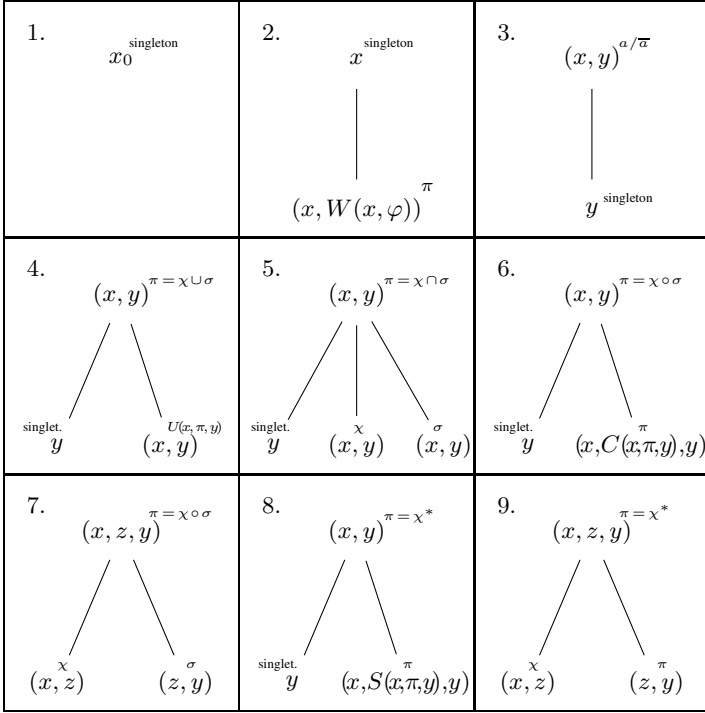 1.
x₀ singleton
2.
x singleton
(x, W(x, φ)) π
3.
(x, y) a/a̅
y singleton
4.
(x, y) π = χ ∪ σ
singlet. y
(x, y) U(x, π, y)
5.
(x, y) π = χ ∩ σ
singlet. y
(x, y) χ
(x, y) σ
6.
(x, y) π = χ ∘ σ
singlet. y
(x, C(x,π,y), y) π
7.
(x, z, y) π = χ ∘ σ
(x, z) χ
(z, y) σ
8.
(x, y) π = χ*
singlet. y
(x, S(x,π,y), y) π
9.
(x, z, y) π = χ*
(x, z) χ
(z, y) π